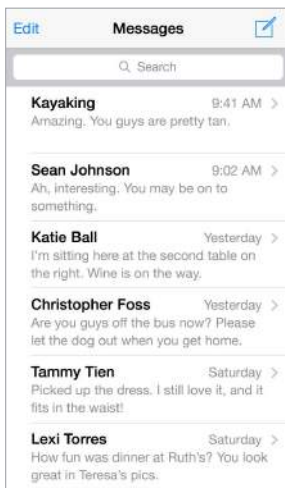 Edit Messages
Search
Kayaking 9:41 AM
Amazing. You guys are pretty tan.
Sean Johnson 9:02 AM
Ah, interesting. You may be on to
something.
Katie Ball Yesterday
I'm sitting here at the second table on
the right. Wine is on the way.
Christopher Foss Yesterday
Are you guys off the bus now? Please
let the dog out when you get home.
Tammy Tien Saturday
Picked up the dress. I still love it, and it
fits in the waist!
Lexi Torres Saturday
How fun was dinner at Ruth's? You look
great in Teresa's pics.